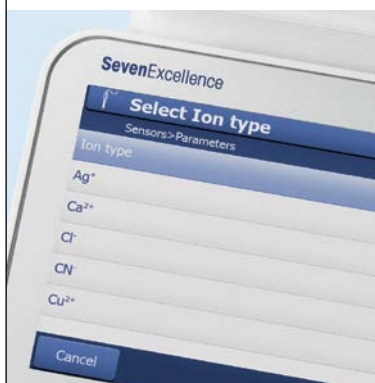 SevenExcellence
Select Ion type
Sensors>Parameters
Ion type
Ag⁺
Ca²⁺
Cl⁻
CN⁻
Cu²⁺
Cancel